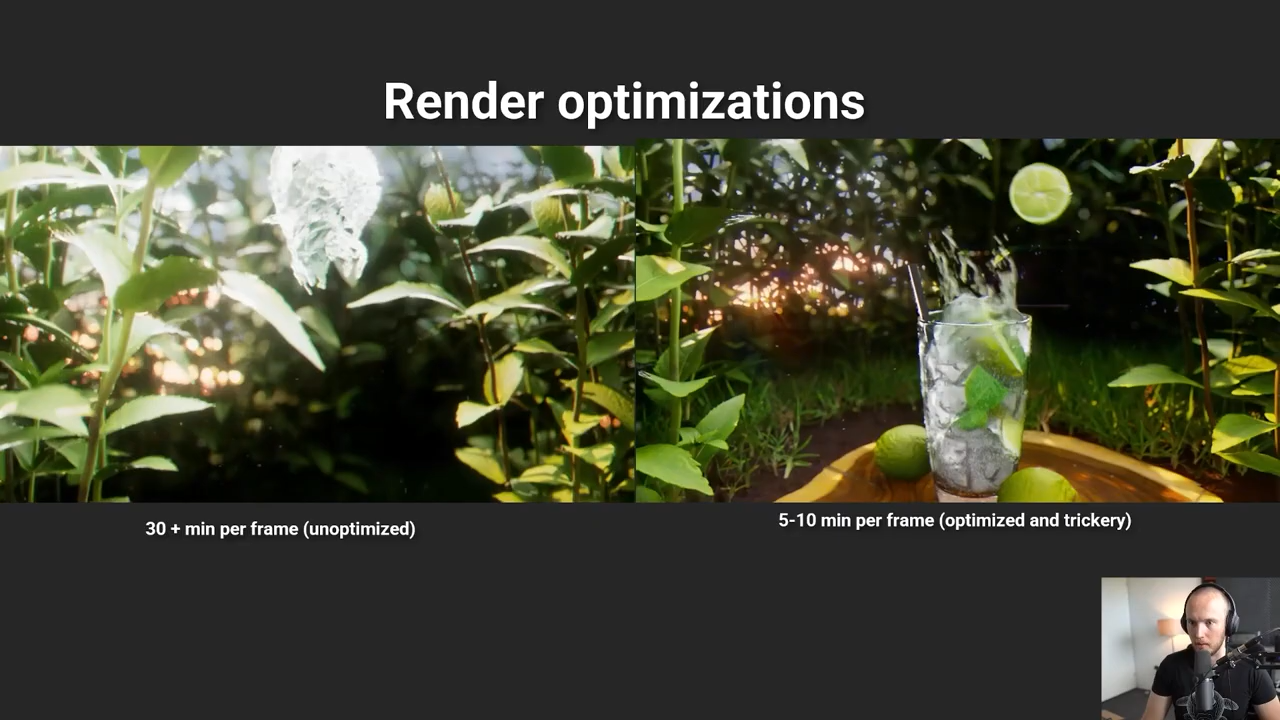 Render optimizations
30 + min per frame (unoptimized)
5-10 min per frame (optimized and trickery)